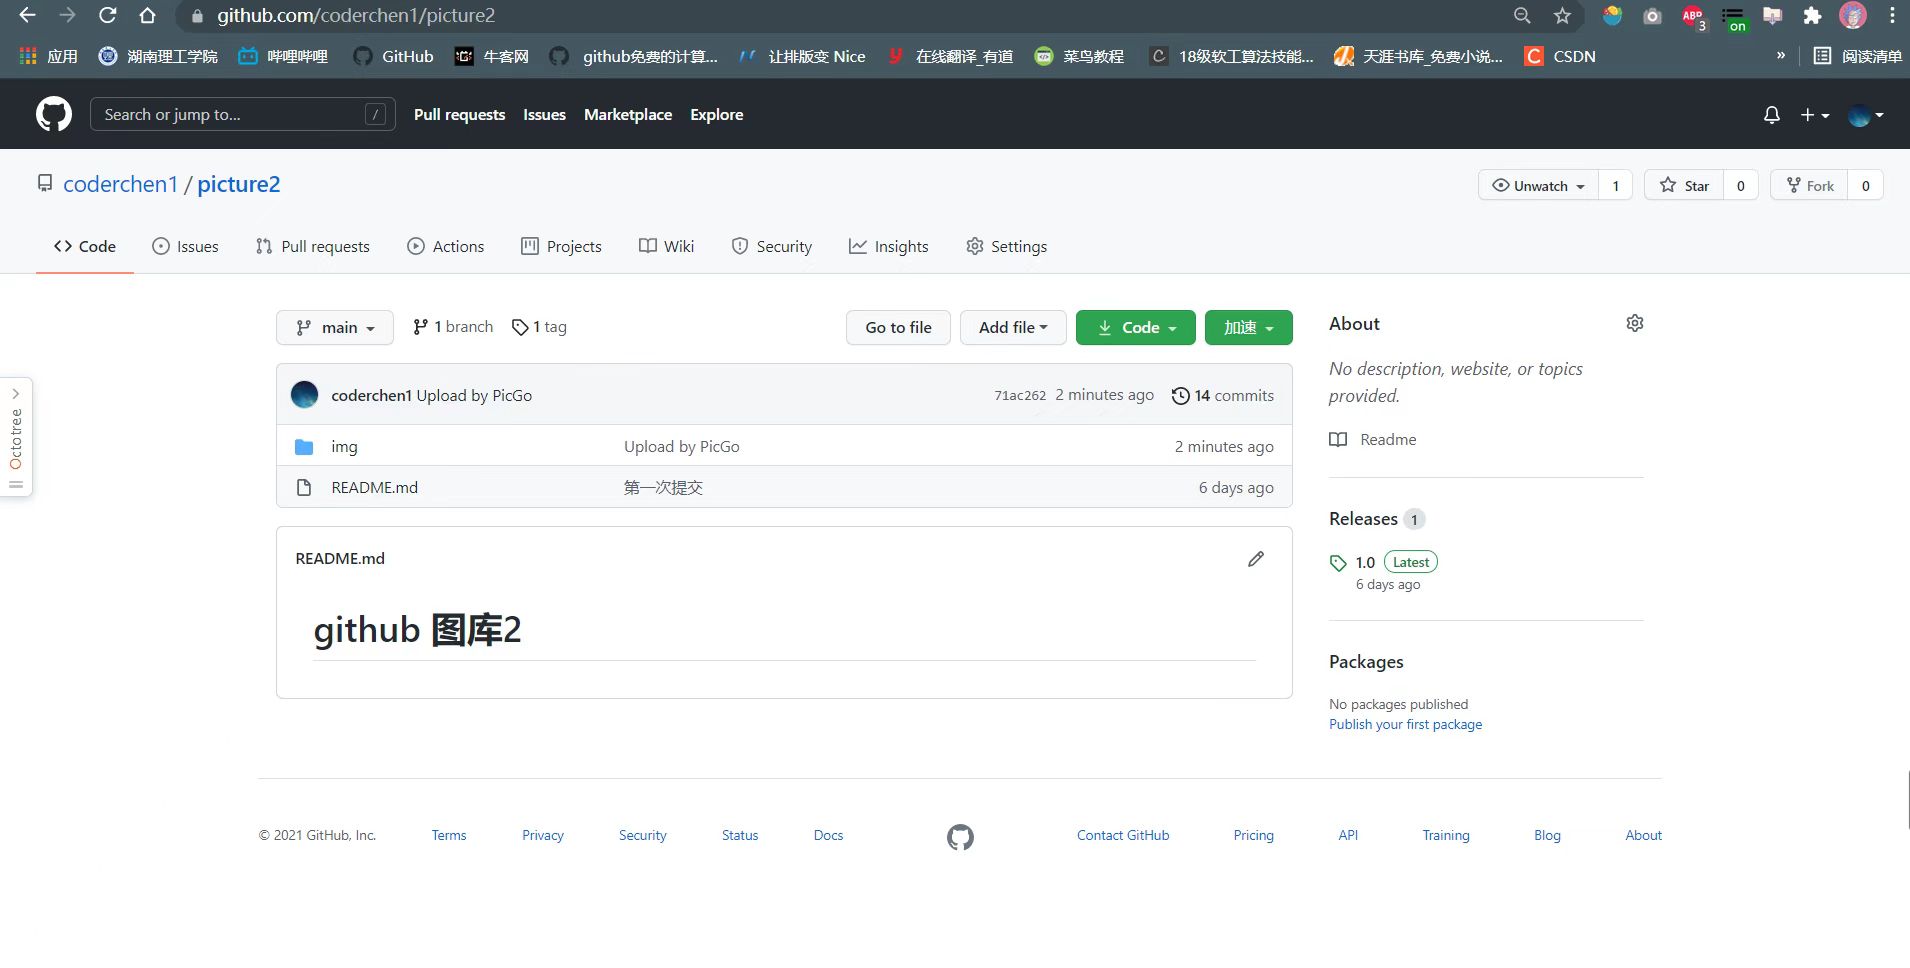 github.com/coderchen1/picture2
ABP 3 on
应用 湖南理工学院 哔哩哔哩 GitHub 牛客网 github免费的计算... 让排版变 Nice 在线翻译_有道 菜鸟教程 18级软工算法技能... 天涯书库_免费小说... CSDN » 阅读清单
Search or jump to... / Pull requests Issues Marketplace Explore
coderchen1 / picture2 Unwatch 1 Star 0 Fork 0
Code Issues Pull requests Actions Projects Wiki Security Insights Settings
main 1 branch 1 tag Go to file Add file Code 加速
coderchen1 Upload by PicGo 71ac262 2 minutes ago 14 commits
img Upload by PicGo 2 minutes ago
README.md 第一次提交 6 days ago
README.md
github 图库2
Octotree
About
No description, website, or topics
provided.
Readme
Releases 1
1.0 Latest
6 days ago
Packages
No packages published
Publish your first package
© 2021 GitHub, Inc. Terms Privacy Security Status Docs Contact GitHub Pricing API Training Blog About